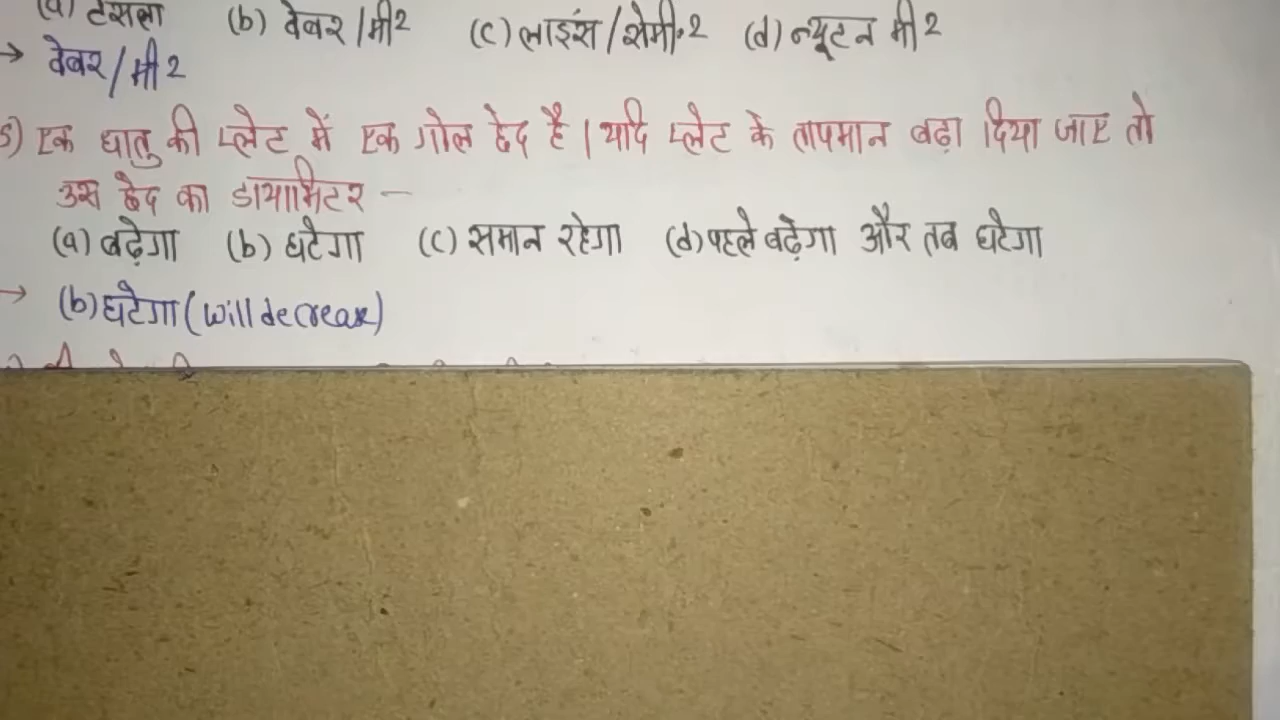 (a) टेसला (b) वेबर/मी2 (c) लाइंस/सेमी.2 (d) न्यूटन मी2
→ वेबर/मी2
5) एक धातु की प्लेट में एक गोल छेद है। यदि प्लेट के तापमान बढ़ा दिया जाए तो
उस छेद का डायामिटर —
(a) बढ़ेगा (b) घटेगा (c) समान रहेगा (d) पहले बढ़ेगा और तब घटेगा
→ (b) घटेगा (will decrease)